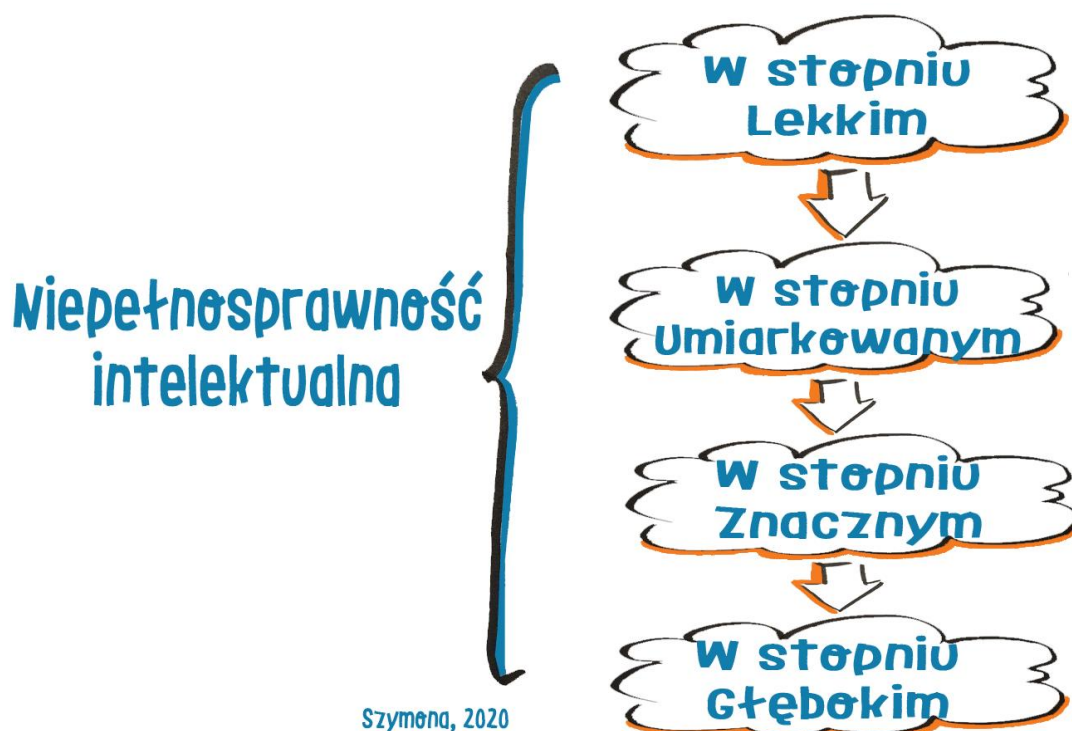 Niepełnosprawność
intelektualna
W stopniu
Lekkim
W stopniu
Umiarkowanym
W stopniu
Znacznym
W stopniu
Głębokim
Szymona, 2020